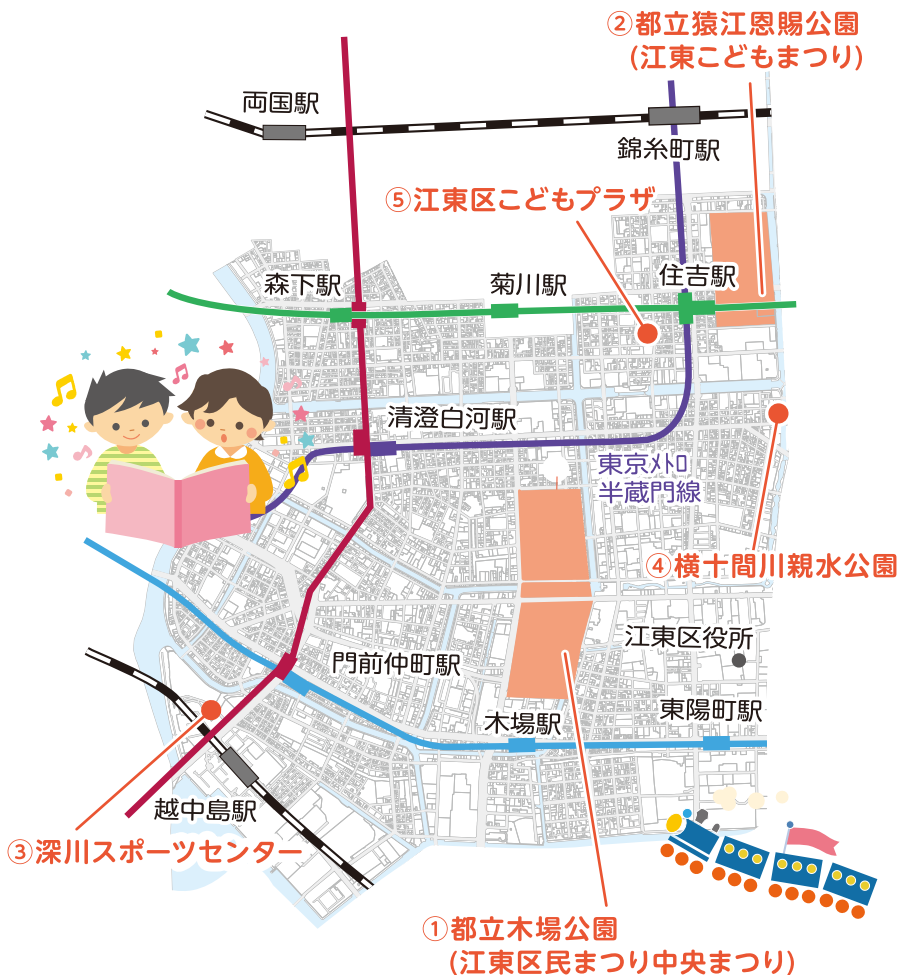 ②都立猿江恩賜公園
(江東こどもまつり)
両国駅
錦糸町駅
⑤江東区こどもプラザ
森下駅
菊川駅
住吉駅
清澄白河駅
東京メトロ
半蔵門線
④横十間川親水公園
江東区役所
門前仲町駅
木場駅
東陽町駅
越中島駅
③深川スポーツセンター
①都立木場公園
(江東区民まつり中央まつり)